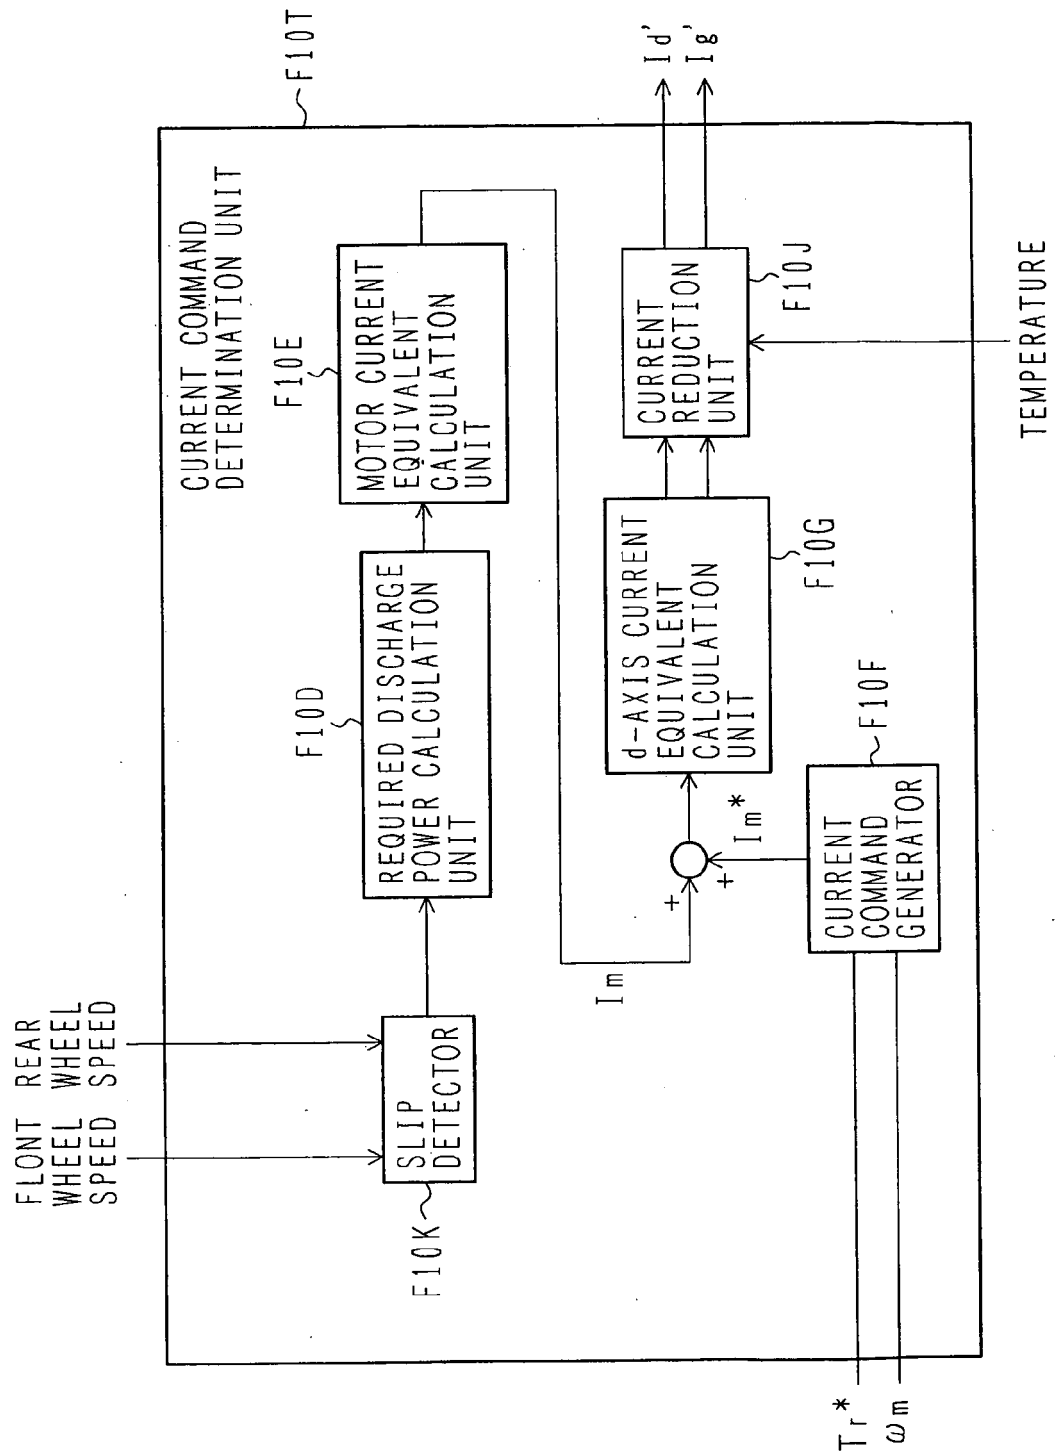 F10T
CURRENT COMMAND
DETERMINATION UNIT
FLONT
WHEEL
SPEED
REAR
WHEEL
SPEED
SLIP
DETECTOR
F10K
REQUIRED DISCHARGE
POWER CALCULATION
UNIT
F10D
MOTOR CURRENT
EQUIVALENT
CALCULATION
UNIT
F10E
Im
+
+
Im*
d-AXIS CURRENT
EQUIVALENT
CALCULATION
UNIT
F10G
CURRENT
REDUCTION
UNIT
F10J
Id'
Ig'
CURRENT
COMMAND
GENERATOR
F10F
Tr*
ωm
TEMPERATURE